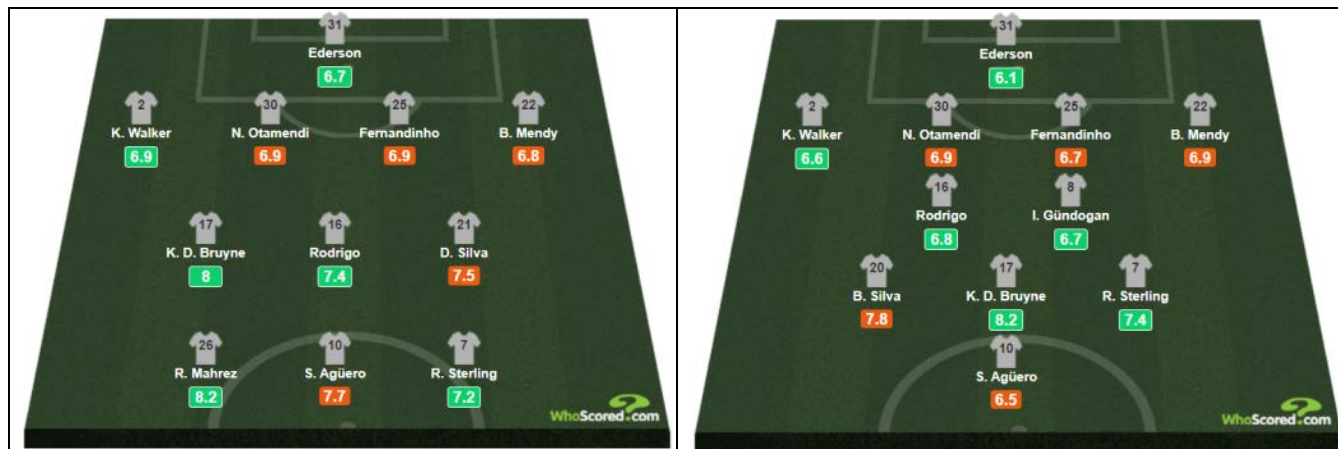 31
Ederson
6.7
2 30 25 22
K. Walker N. Otamendi Fernandinho B. Mendy
6.9 6.9 6.9 6.8
17 16 21
K. D. Bruyne Rodrigo D. Silva
8 7.4 7.5
26 10 7
R. Mahrez S. Agüero R. Sterling
8.2 7.7 7.2
WhoScored.com
31
Ederson
6.1
2 30 25 22
K. Walker N. Otamendi Fernandinho B. Mendy
6.6 6.9 6.7 6.9
16 8
Rodrigo I. Gündogan
6.8 6.7
20 17 7
B. Silva K. D. Bruyne R. Sterling
7.8 8.2 7.4
10
S. Agüero
6.5
WhoScored.com